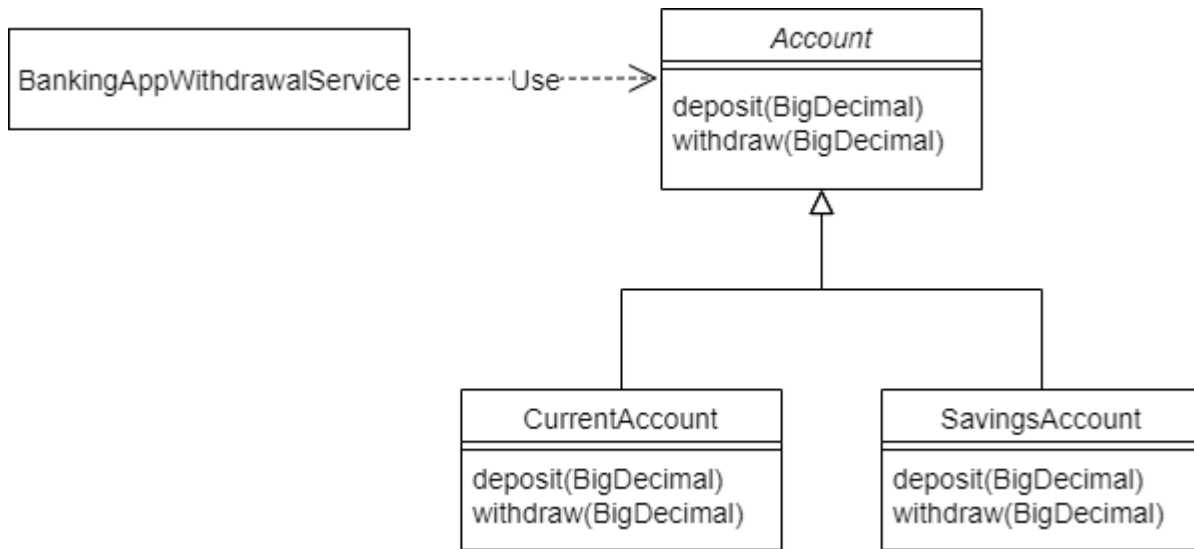 Account
BankingAppWithdrawalService
Use
deposit(BigDecimal)
withdraw(BigDecimal)
CurrentAccount
deposit(BigDecimal)
withdraw(BigDecimal)
SavingsAccount
deposit(BigDecimal)
withdraw(BigDecimal)